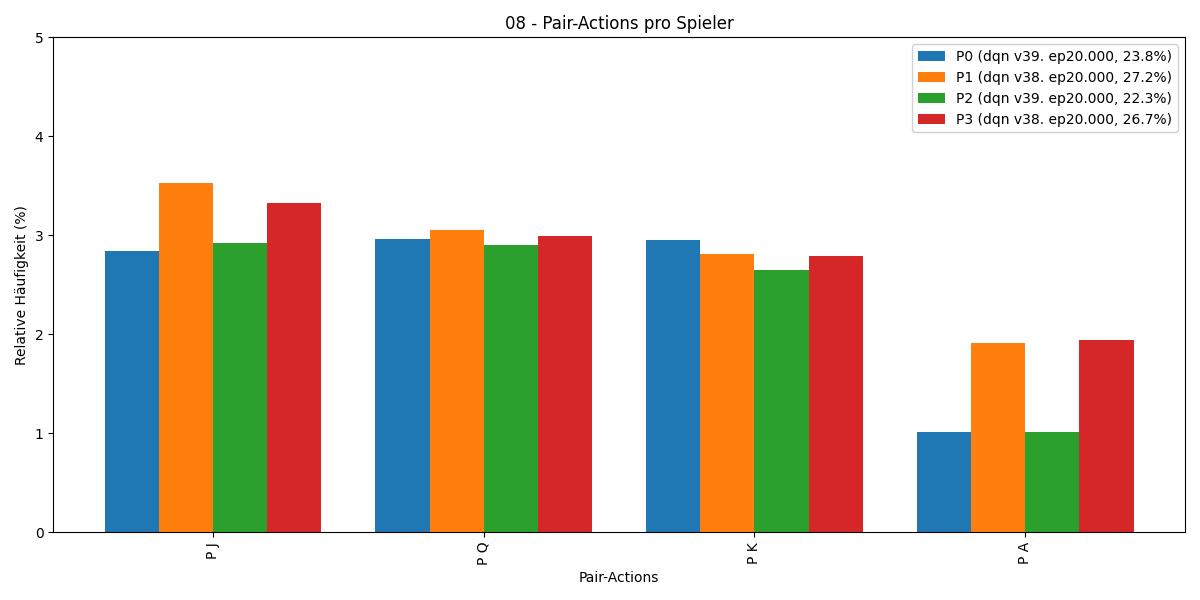 08 - Pair-Actions pro Spieler
P0 (dqn v39. ep20.000, 23.8%)
P1 (dqn v38. ep20.000, 27.2%)
P2 (dqn v39. ep20.000, 22.3%)
P3 (dqn v38. ep20.000, 26.7%)
Relative Häufigkeit (%)
5
4
3
2
1
0
P J
P Q
P K
P A
Pair-Actions